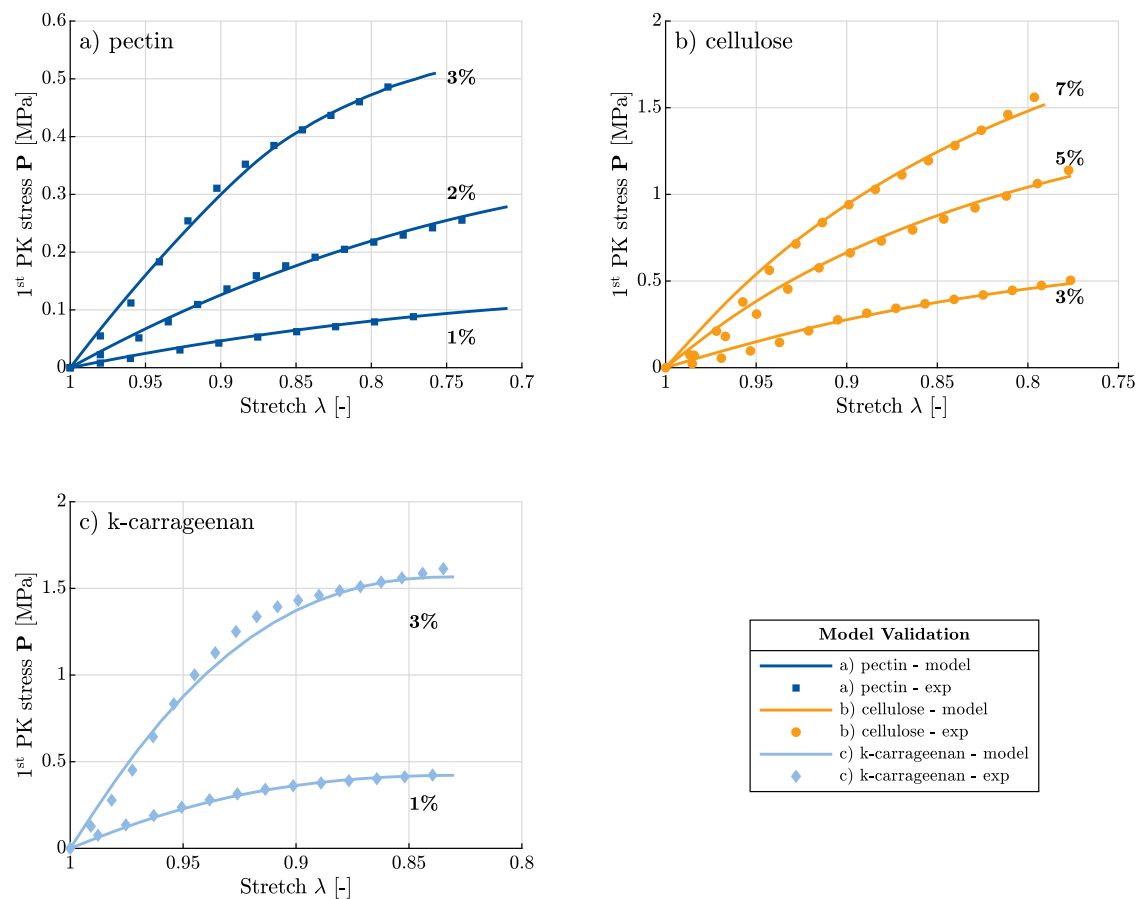 a) pectin
0.6
0.5
0.4
0.3
0.2
0.1
0
1st PK stress P [MPa]
3%
2%
1%
1 0.95 0.9 0.85 0.8 0.75 0.7
Stretch λ [-]
b) cellulose
2
1.5
1
0.5
0
1st PK stress P [MPa]
7%
5%
3%
1 0.95 0.9 0.85 0.8 0.75
Stretch λ [-]
c) k-carrageenan
2
1.5
1
0.5
0
1st PK stress P [MPa]
3%
1%
1 0.95 0.9 0.85 0.8
Stretch λ [-]
Model Validation
a) pectin - model
a) pectin - exp
b) cellulose - model
b) cellulose - exp
c) k-carrageenan - model
c) k-carrageenan - exp